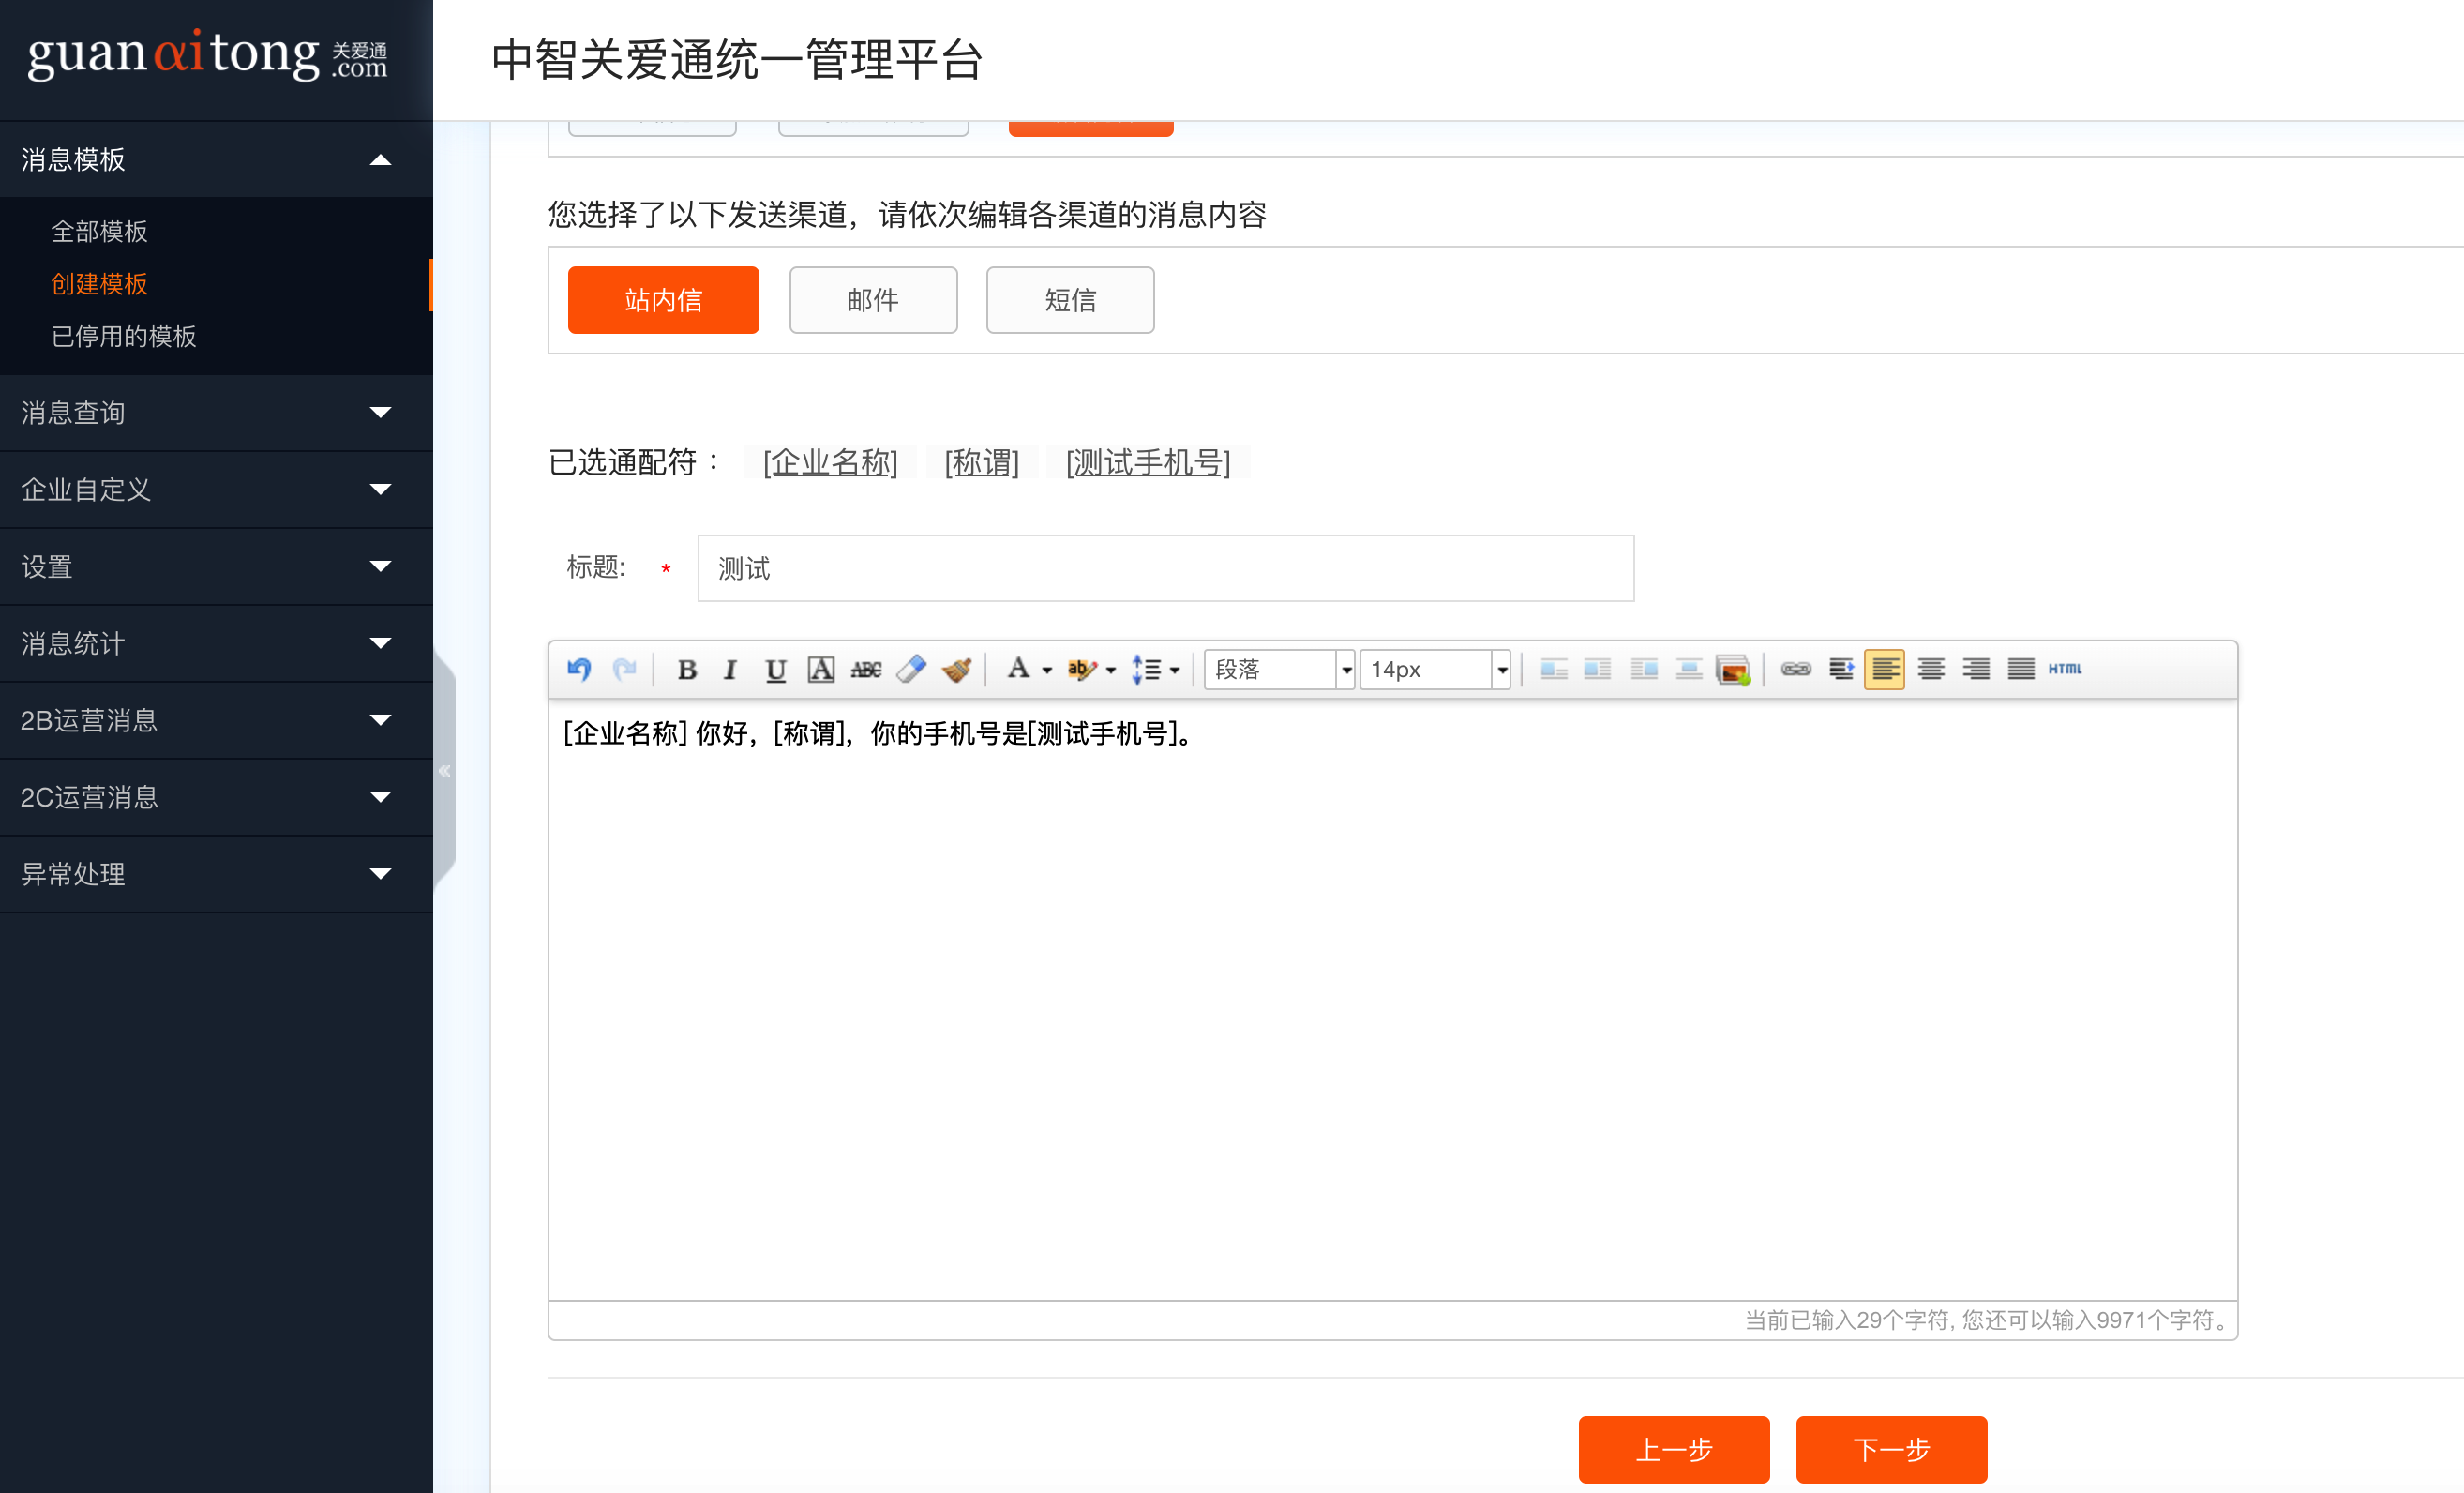 guanαitong 关爱通 .com
中智关爱通统一管理平台
消息模板
全部模板
创建模板
已停用的模板
消息查询
企业自定义
设置
消息统计
2B运营消息
2C运营消息
异常处理
«
您选择了以下发送渠道，请依次编辑各渠道的消息内容
站内信 邮件 短信
已选通配符： [企业名称] [称谓] [测试手机号]
标题: * 测试
B I U A ABC A ab 段落 14px HTML
[企业名称] 你好，[称谓]，你的手机号是[测试手机号]。
当前已输入29个字符, 您还可以输入9971个字符。
上一步 下一步